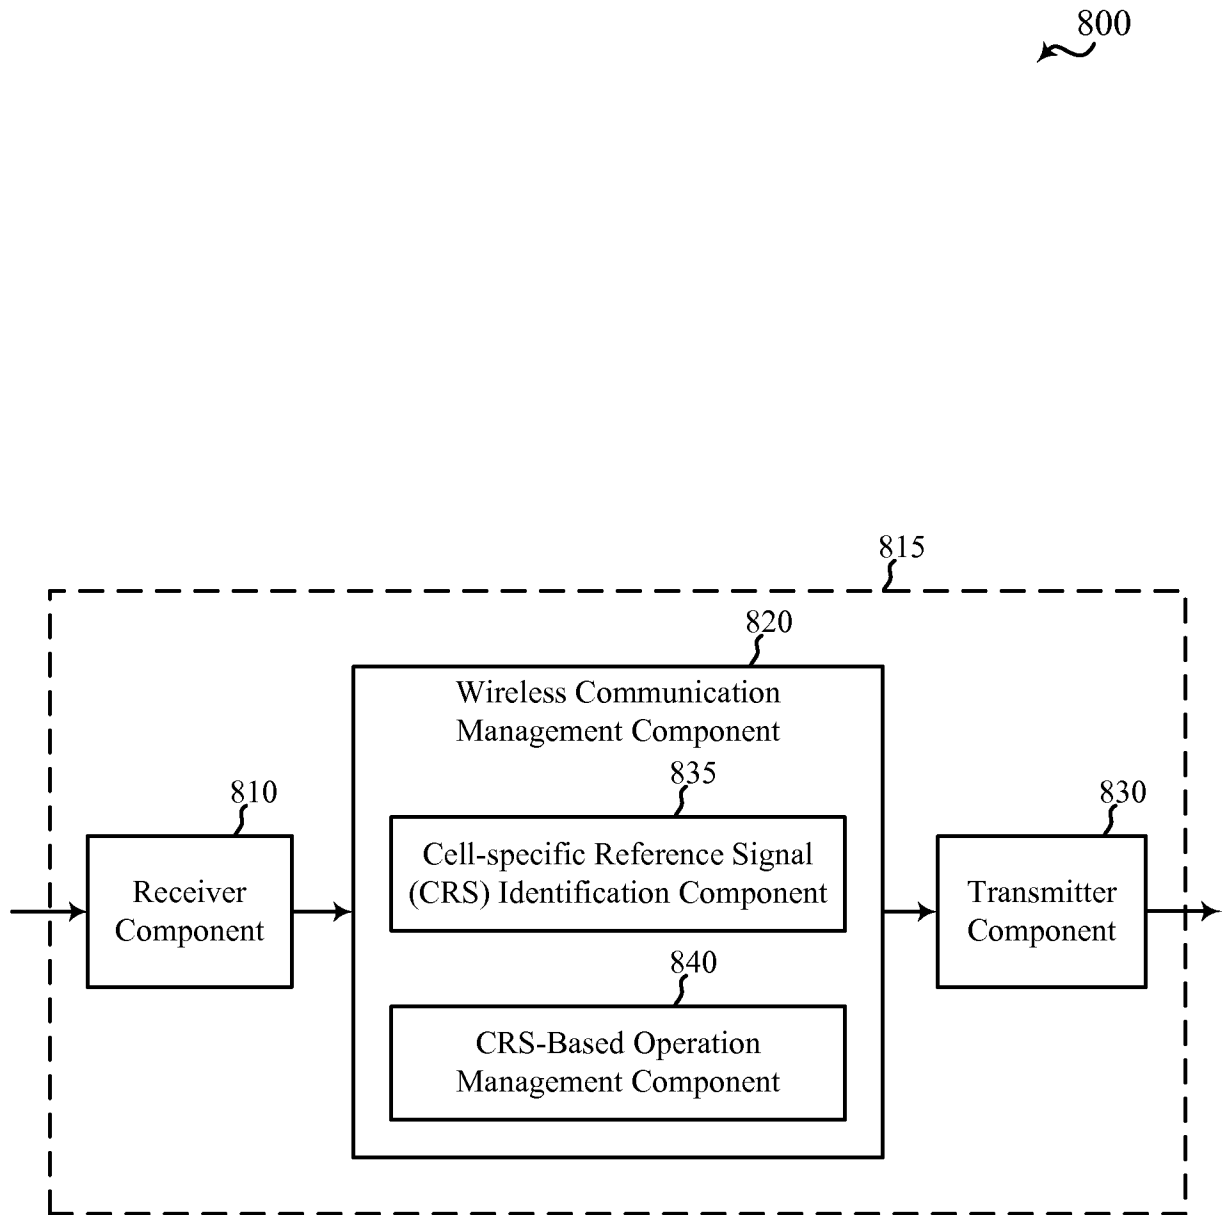 800
815
820
Wireless Communication
Management Component
835
Cell-specific Reference Signal
(CRS) Identification Component
840
CRS-Based Operation
Management Component
810
Receiver
Component
830
Transmitter
Component